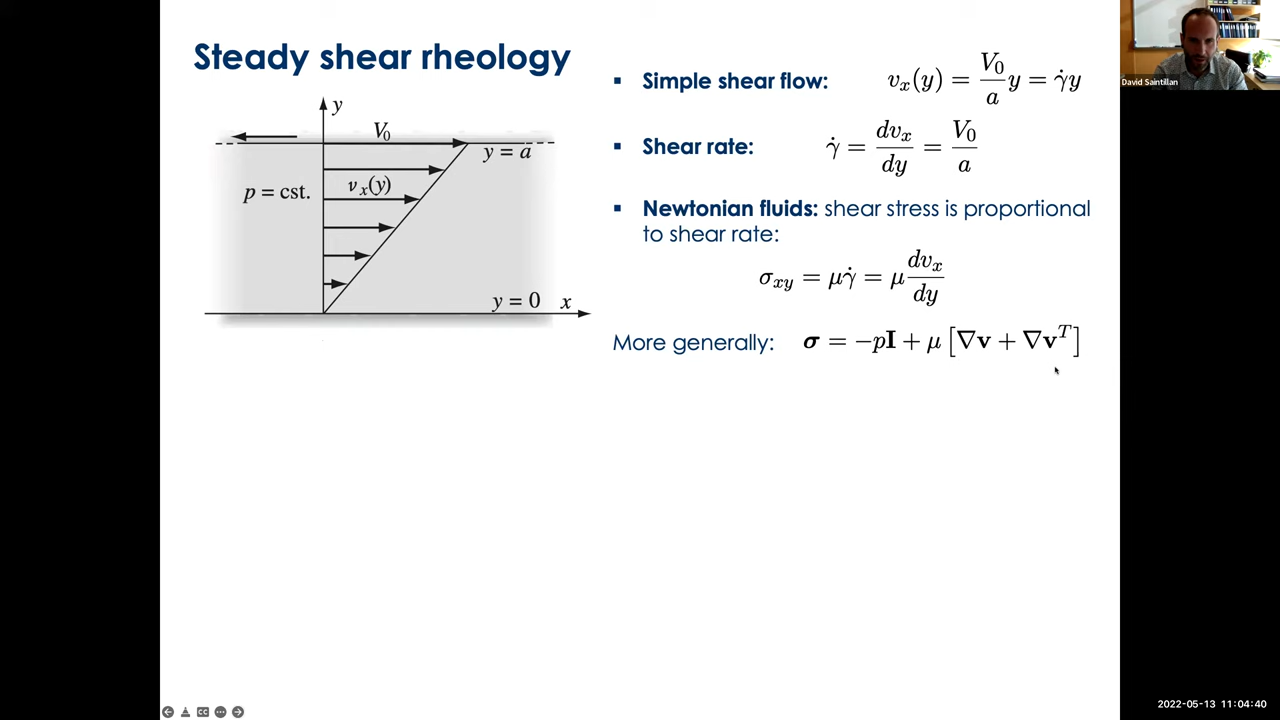 Steady shear rheology
y
V₀
y = a
p = cst.
vₓ(y)
y = 0 x
▪ Simple shear flow: vₓ(y) = V₀/a y = γ̇y
▪ Shear rate: γ̇ = dvₓ/dy = V₀/a
▪ Newtonian fluids: shear stress is proportional
to shear rate:
σxy = μγ̇ = μ dvₓ/dy
More generally: σ = −pI + μ [∇v + ∇vᵀ]
David Saintillan
CC
2022-05-13 11:04:40